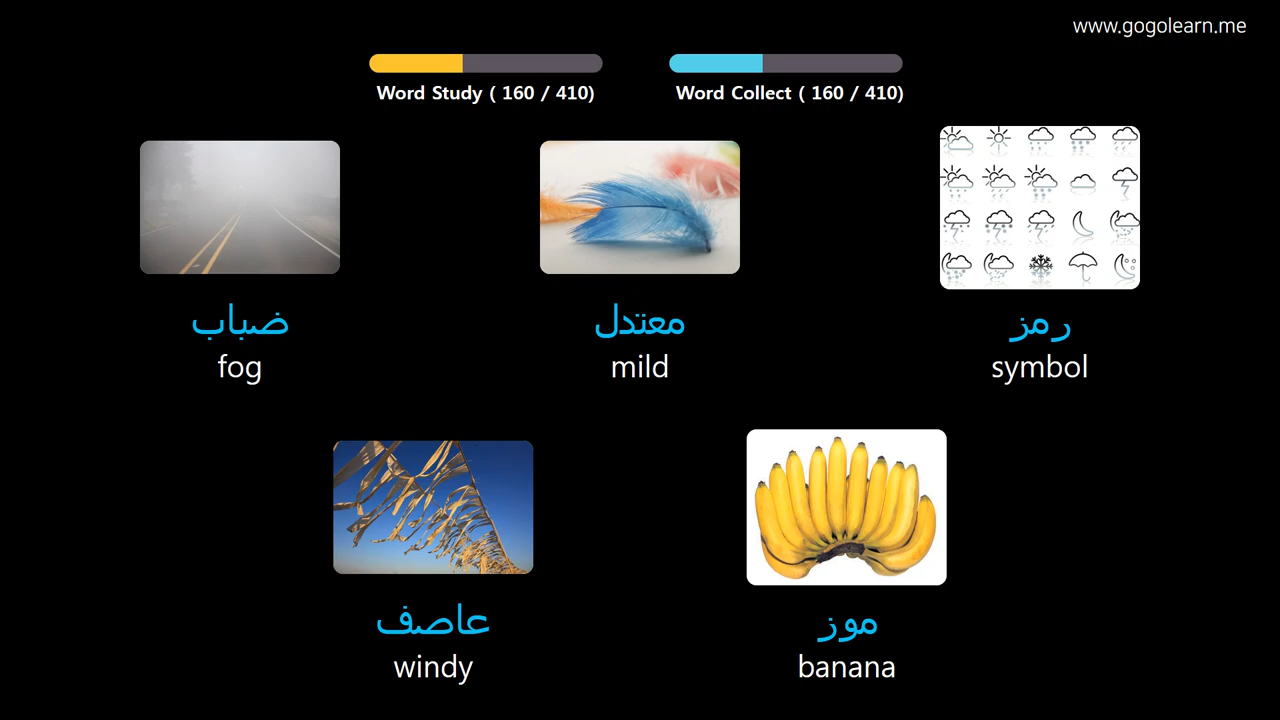 www.gogolearn.me
Word Study ( 160 / 410)
Word Collect ( 160 / 410)
ضباب
fog
معتدل
mild
رمز
symbol
عاصف
windy
موز
banana